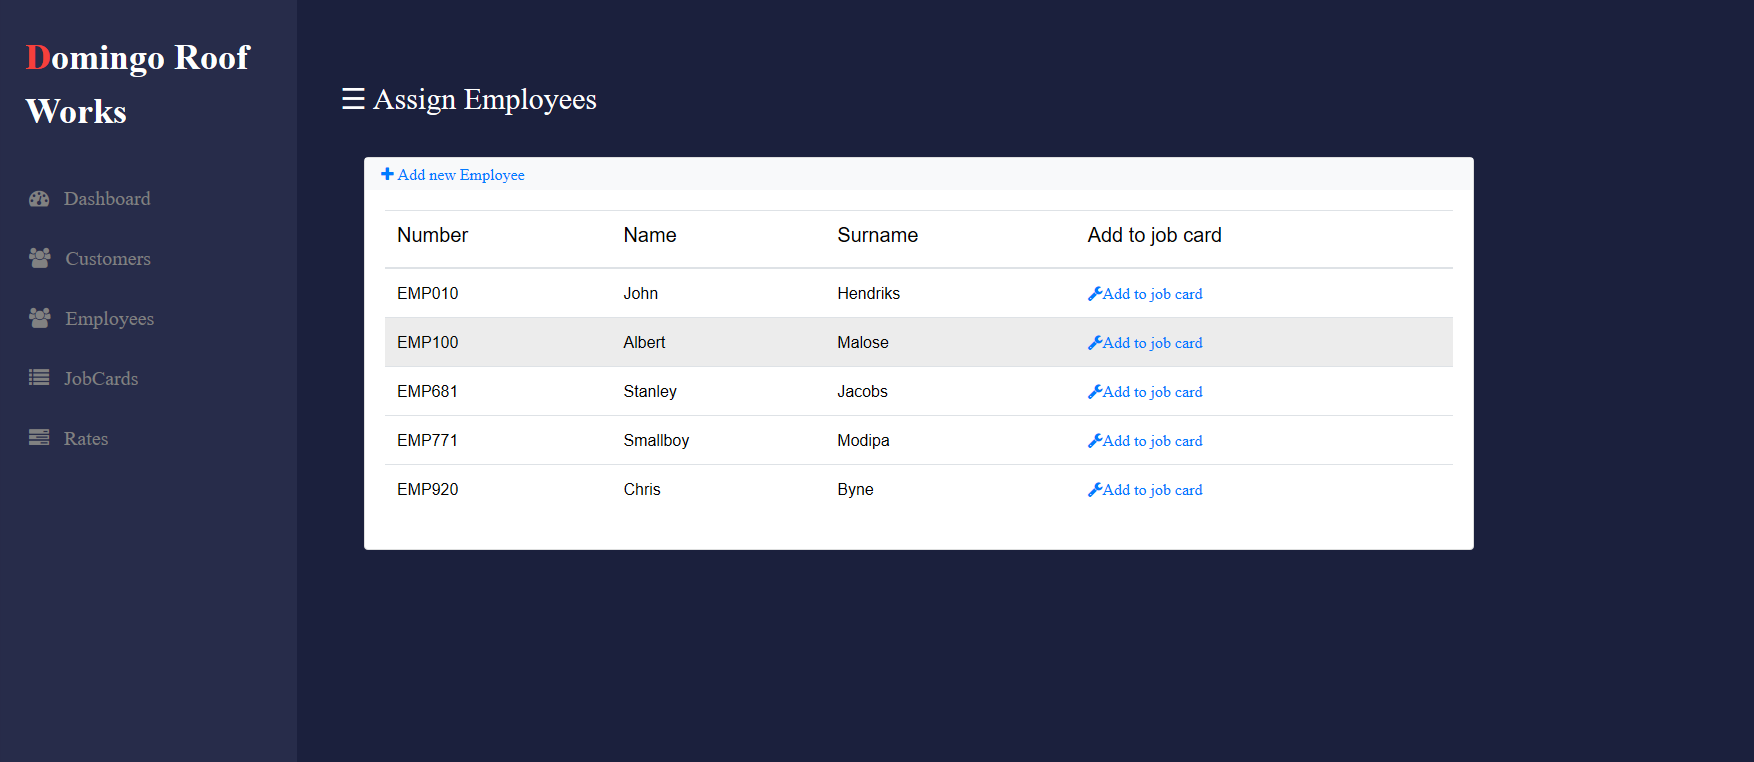 Domingo Roof
Works
Dashboard
Customers
Employees
JobCards
Rates
☰ Assign Employees
Add new Employee
Number Name Surname Add to job card
EMP010 John Hendriks Add to job card
EMP100 Albert Malose Add to job card
EMP681 Stanley Jacobs Add to job card
EMP771 Smallboy Modipa Add to job card
EMP920 Chris Byne Add to job card